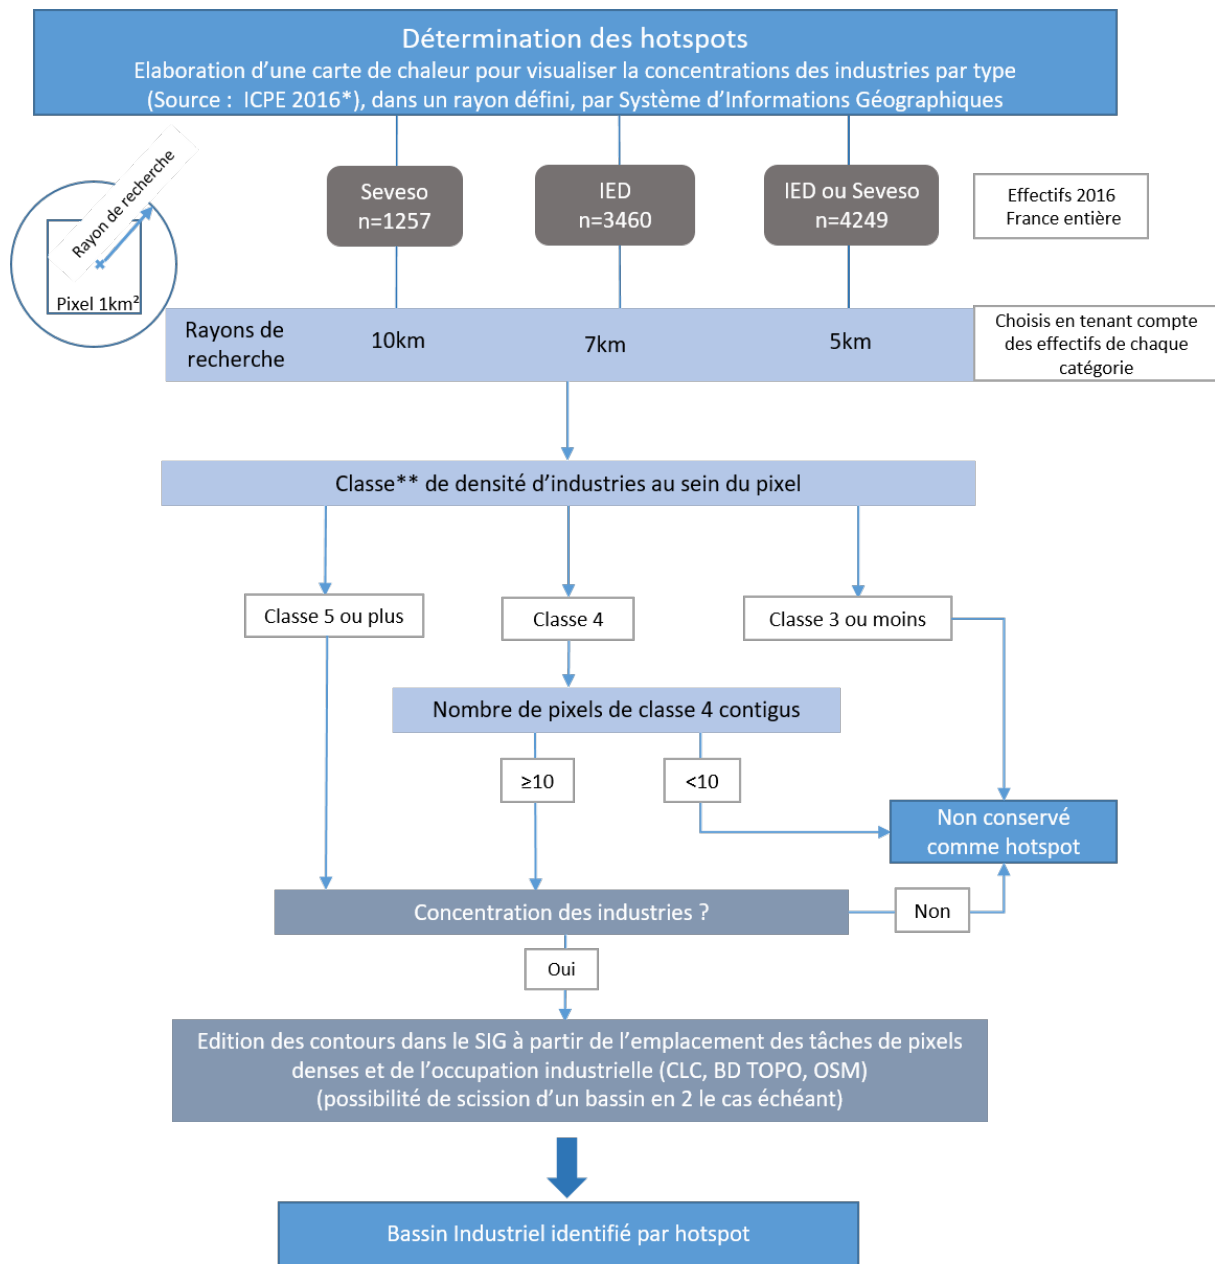 Détermination des hotspots
Elaboration d’une carte de chaleur pour visualiser la concentrations des industries par type
(Source : ICPE 2016*), dans un rayon défini, par Système d’Informations Géographiques
Rayon de recherche
Pixel 1km²
Seveso
n=1257
IED
n=3460
IED ou Seveso
n=4249
Effectifs 2016
France entière
Rayons de
recherche
10km
7km
5km
Choisis en tenant compte
des effectifs de chaque
catégorie
Classe** de densité d’industries au sein du pixel
Classe 5 ou plus
Classe 4
Classe 3 ou moins
Nombre de pixels de classe 4 contigus
≥10
<10
Non conservé
comme hotspot
Concentration des industries ?
Non
Oui
Edition des contours dans le SIG à partir de l’emplacement des tâches de pixels
denses et de l’occupation industrielle (CLC, BD TOPO, OSM)
(possibilité de scission d’un bassin en 2 le cas échéant)
Bassin Industriel identifié par hotspot